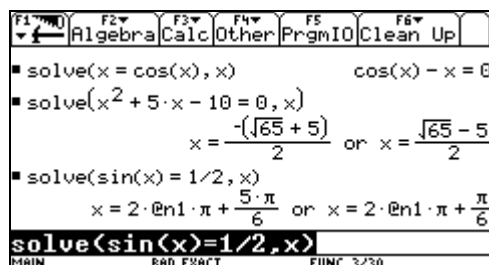 F1 F2 F3 F4 F5 F6
Algebra Calc Other PrgmIO Clean Up
▪ solve(x = cos(x), x) cos(x) - x = 0
▪ solve(x² + 5·x - 10 = 0, x)
x = -(√65 + 5)/2 or x = (√65 - 5)/2
▪ solve(sin(x) = 1/2, x)
x = 2·@n1·π + 5·π/6 or x = 2·@n1·π + π/6
solve(sin(x)=1/2,x)
MAIN RAD EXACT FUNC 3/30